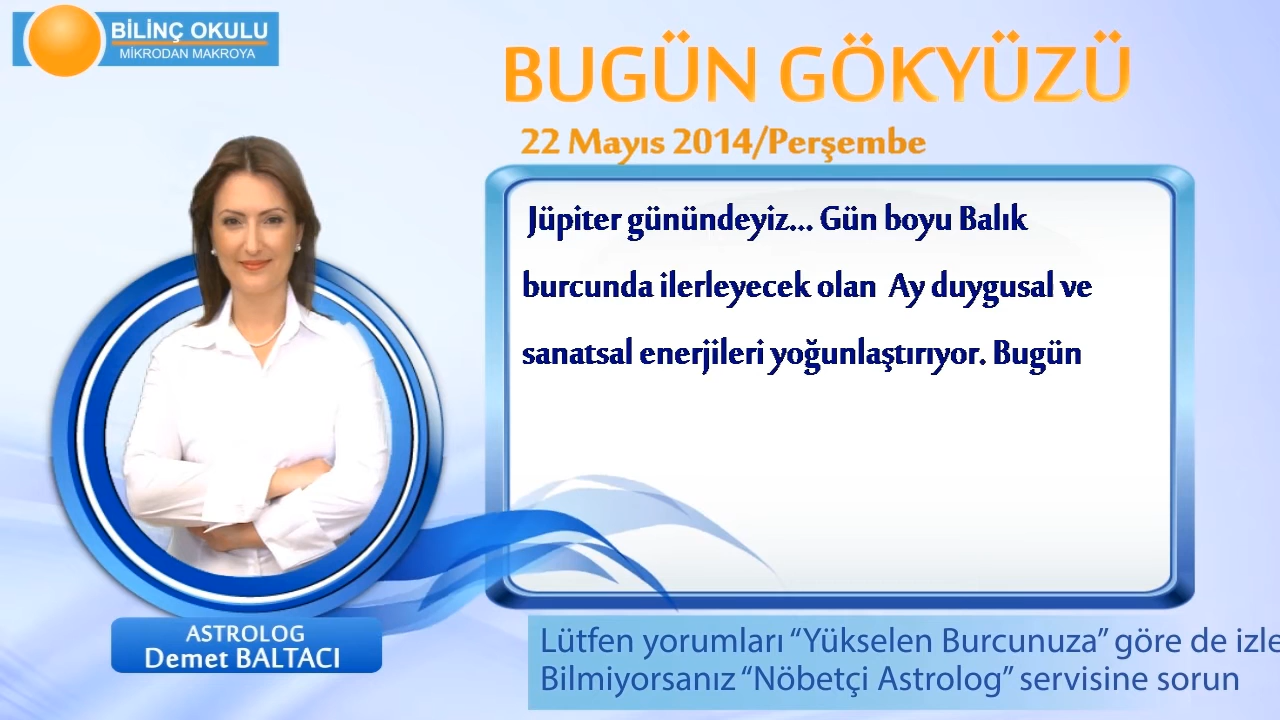 BİLİNÇ OKULU
MİKRODAN MAKROYA
BUGÜN GÖKYÜZÜ
22 Mayıs 2014/Perşembe
Jüpiter günündeyiz... Gün boyu Balık
burcunda ilerleyecek olan Ay duygusal ve
sanatsal enerjileri yoğunlaştırıyor. Bugün
ASTROLOG
Demet BALTACI
Lütfen yorumları “Yükselen Burcunuza” göre de izle
Bilmiyorsanız “Nöbetçi Astrolog” servisine sorun